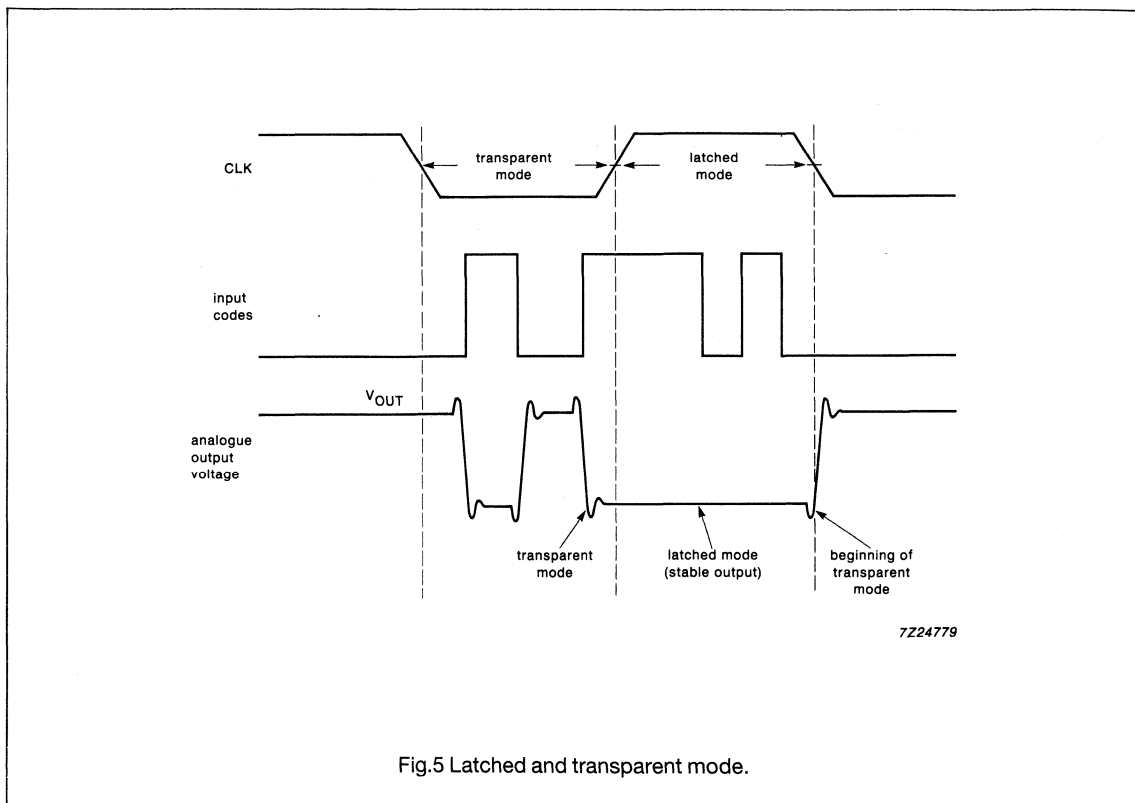 CLK
transparent
mode
latched
mode
input
codes
VOUT
analogue
output
voltage
transparent
mode
latched mode
(stable output)
beginning of
transparent
mode
7Z24779
Fig.5 Latched and transparent mode.